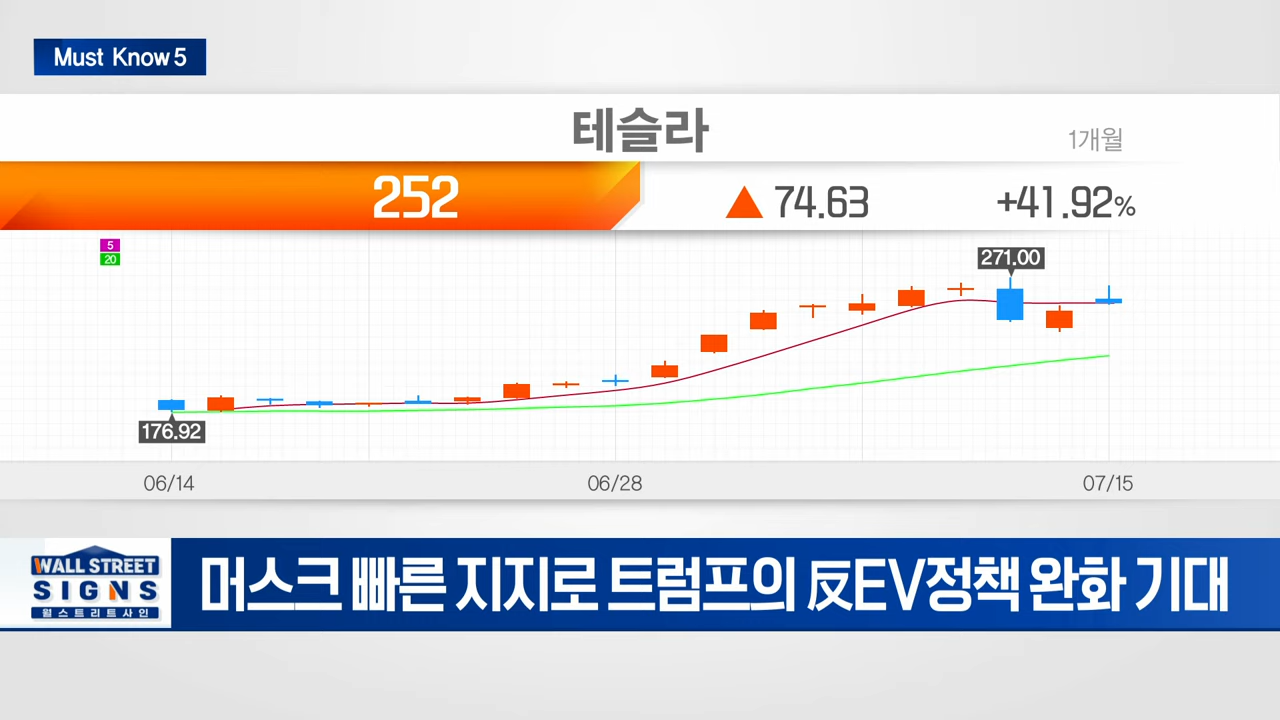 Must Know 5
테슬라
1개월
252
▲ 74.63
+41.92%
5
20
271.00
176.92
06/14
06/28
07/15
WALL STREET
SIGNS
월스트리트사인
머스크 빠른 지지로 트럼프의 反EV정책 완화 기대